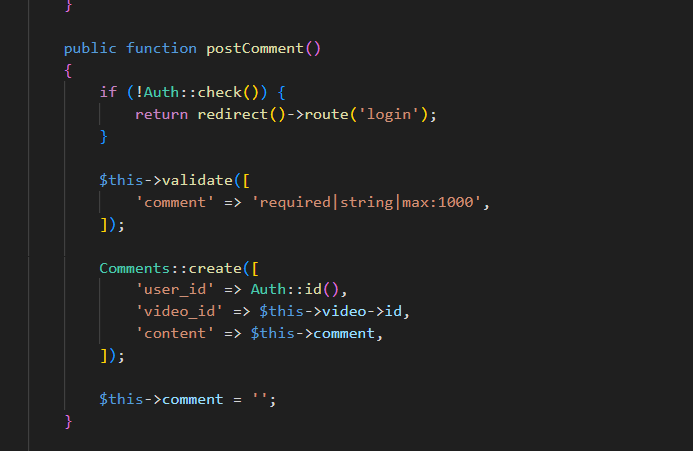 }
public function postComment()
{
if (!Auth::check()) {
return redirect()->route('login');
}
$this->validate([
'comment' => 'required|string|max:1000',
]);
Comments::create([
'user_id' => Auth::id(),
'video_id' => $this->video->id,
'content' => $this->comment,
]);
$this->comment = '';
}